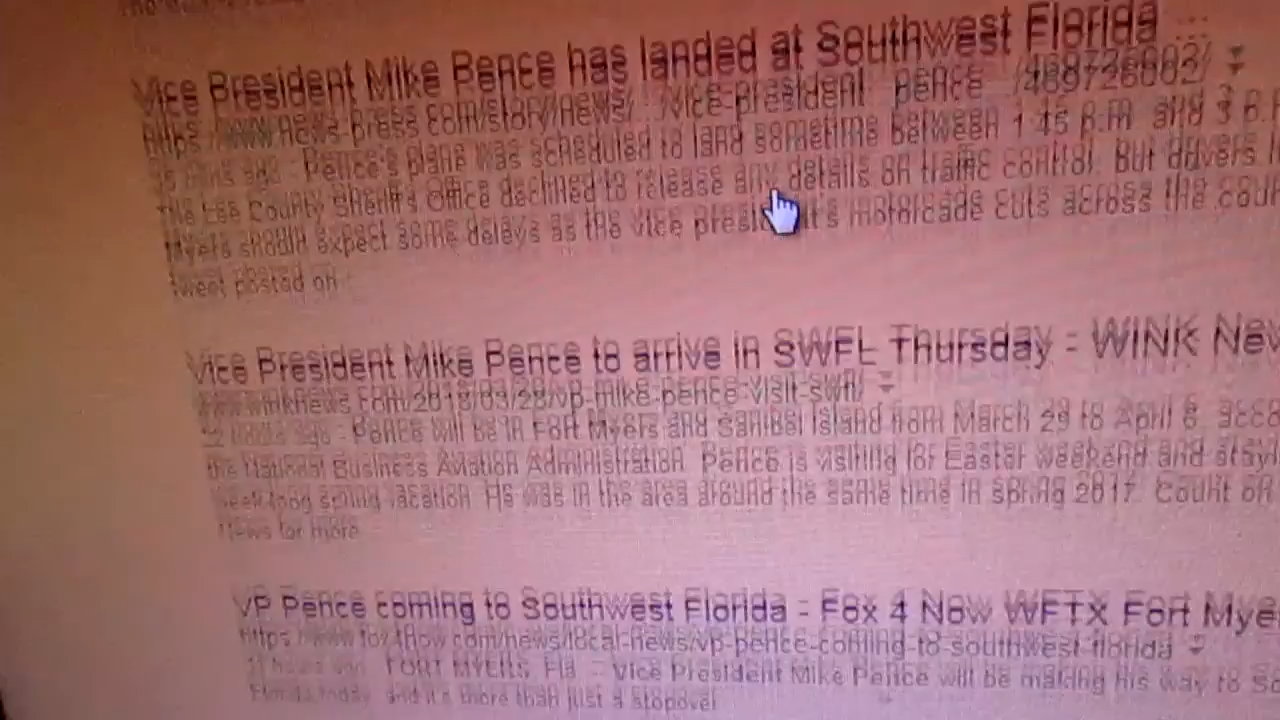 Vice President Mike Pence has landed at Southwest Florida ...
https://www.news-press.com/story/news/...vice-president...pence.../469726002/
mins ago - Pence's plane was scheduled to land sometime between 1:45 p.m. and 3 p.
The Lee County Sheriff's Office declined to release any details on traffic control. But drivers
Myers should expect some delays as the vice president's motorcade cuts across the
Tweet posted on
Vice President Mike Pence to arrive in SWFL Thursday - WINK
www.winknews.com/2018/03/28/vp-mike-pence-visit-swfl/
hours ago - Pence will be in Fort Myers and Sanibel Island from March 29 to April 6,
the National Business Aviation Administration. Pence is visiting for Easter weekend and
week-long spring vacation. He was in the area around the same time in spring 2017. Count on
News for more
VP Pence coming to Southwest Florida - Fox 4 Now WFTX Fort
https://www.fox4now.com/news/local-news/vp-pence-coming-to-southwest-florida
hours ago - FORT MYERS, Fla. - Vice President Mike Pence will be making his way to
Florida today, and it's more than just a stopover